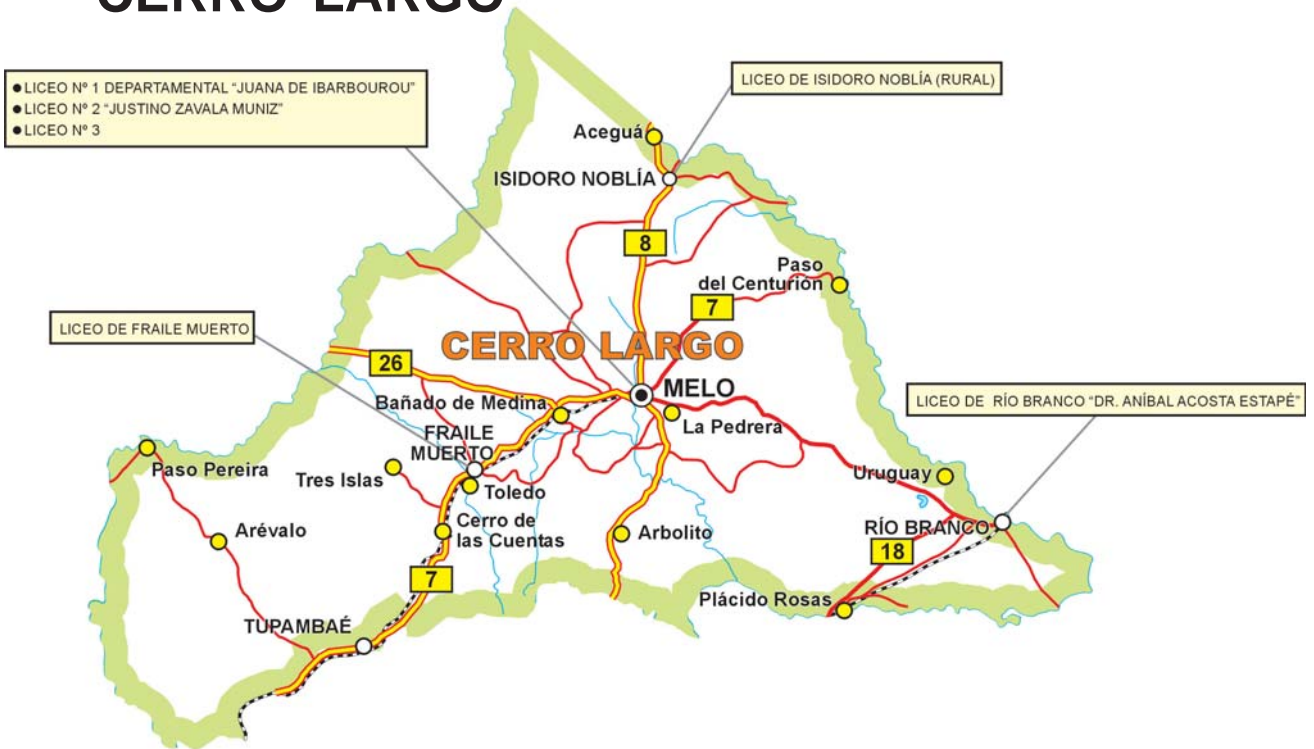 CERRO LARGO
● LICEO Nº 1 DEPARTAMENTAL "JUANA DE IBARBOUROU"
● LICEO Nº 2 "JUSTINO ZAVALA MUNIZ"
● LICEO Nº 3
LICEO DE ISIDORO NOBLÍA (RURAL)
Aceguá
ISIDORO NOBLÍA
8
Paso
del Centurión
7
LICEO DE FRAILE MUERTO
CERRO LARGO
26
MELO
Bañado de Medina
La Pedrera
LICEO DE RÍO BRANCO "DR. ANÍBAL ACOSTA ESTAPÉ"
FRAILE
MUERTO
Paso Pereira
Tres Islas
Toledo
Uruguay
Arévalo
Cerro de
las Cuentas
Arbolito
RÍO BRANCO
18
7
Plácido Rosas
TUPAMBAÉ